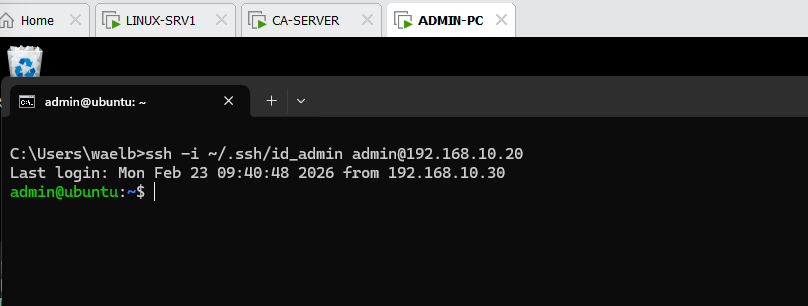 Home LINUX-SRV1 CA-SERVER ADMIN-PC
admin@ubuntu: ~
C:\Users\waelb>ssh -i ~/.ssh/id_admin admin@192.168.10.20
Last login: Mon Feb 23 09:40:48 2026 from 192.168.10.30
admin@ubuntu:~$